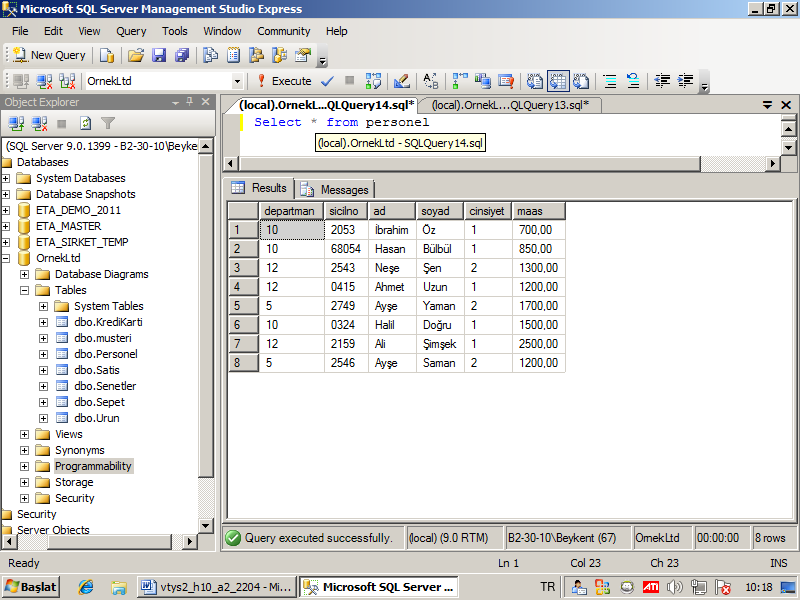 Microsoft SQL Server Management Studio Express
File Edit View Query Tools Window Community Help
New Query
OrnekLtd Execute
Object Explorer
(local).OrnekL...QLQuery14.sql* (local).OrnekL...QLQuery13.sql*
Select * from personel
(local).OrnekLtd - SQLQuery14.sql
(SQL Server 9.0.1399 - B2-30-10\Beyke
Databases
System Databases
Database Snapshots
ETA_DEMO_2011
ETA_MASTER
ETA_SIRKET_TEMP
OrnekLtd
Database Diagrams
Tables
System Tables
dbo.KrediKarti
dbo.musteri
dbo.Personel
dbo.Satis
dbo.Senetler
dbo.Sepet
dbo.Urun
Views
Synonyms
Programmability
Storage
Security
Security
Server Objects
Results Messages
departman sicilno ad soyad cinsiyet maas
1 10 2053 İbrahim Öz 1 700,00
2 10 68054 Hasan Bülbül 1 850,00
3 12 2543 Neşe Şen 2 1300,00
4 12 0415 Ahmet Uzun 1 1200,00
5 5 2749 Ayşe Yaman 2 1700,00
6 10 0324 Halil Doğru 1 1500,00
7 12 2159 Ali Şimşek 1 2500,00
8 5 2546 Ayşe Saman 2 1200,00
Query executed successfully. (local) (9.0 RTM) B2-30-10\Beykent (67) OrnekLtd 00:00:00 8 rows
Ready Ln 1 Col 23 Ch 23 INS
Başlat vtys2_h10_a2_2204 - Mi... Microsoft SQL Server ... TR ATI 10:18